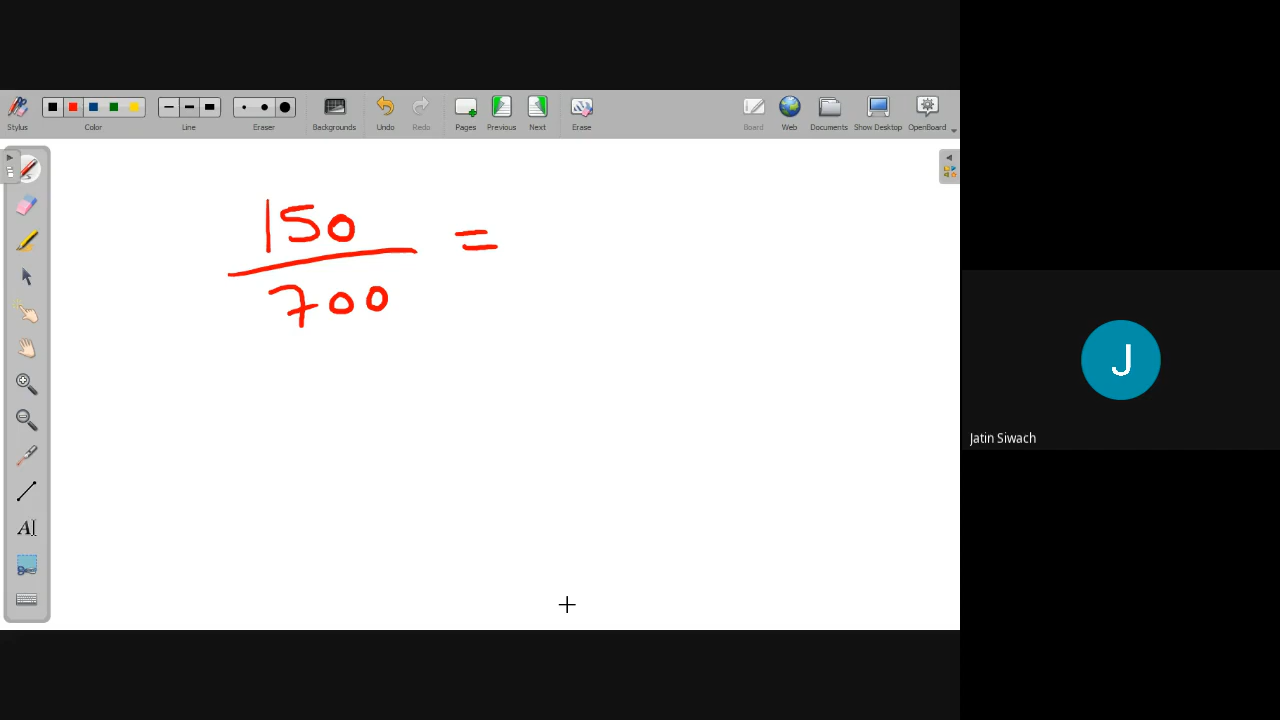 Stylus
Color
Line
Eraser
Backgrounds
Undo
Redo
Pages
Previous
Next
Erase
Board
Web
Documents
Show Desktop
OpenBoard
150
700
=
A
J
Jatin Siwach